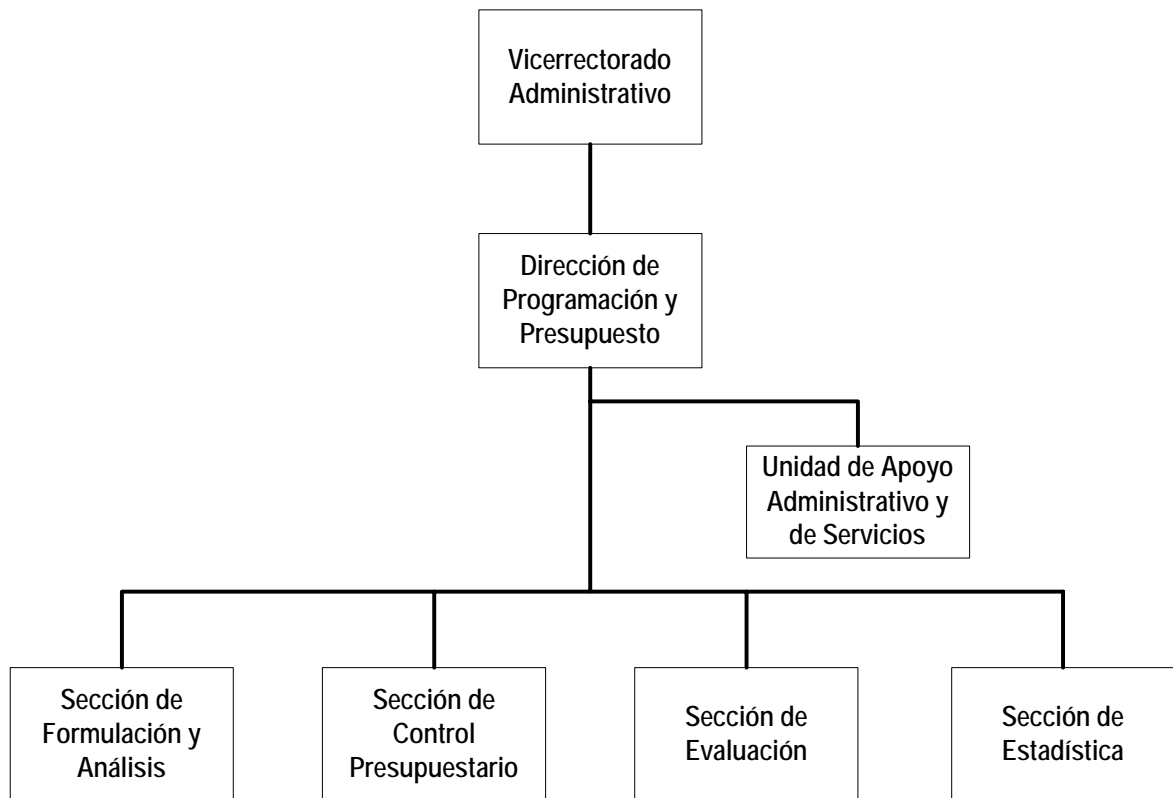 Vicerrectorado
Administrativo
Dirección de
Programación y
Presupuesto
Unidad de Apoyo
Administrativo y
de Servicios
Sección de
Formulación y
Análisis
Sección de
Control
Presupuestario
Sección de
Evaluación
Sección de
Estadística